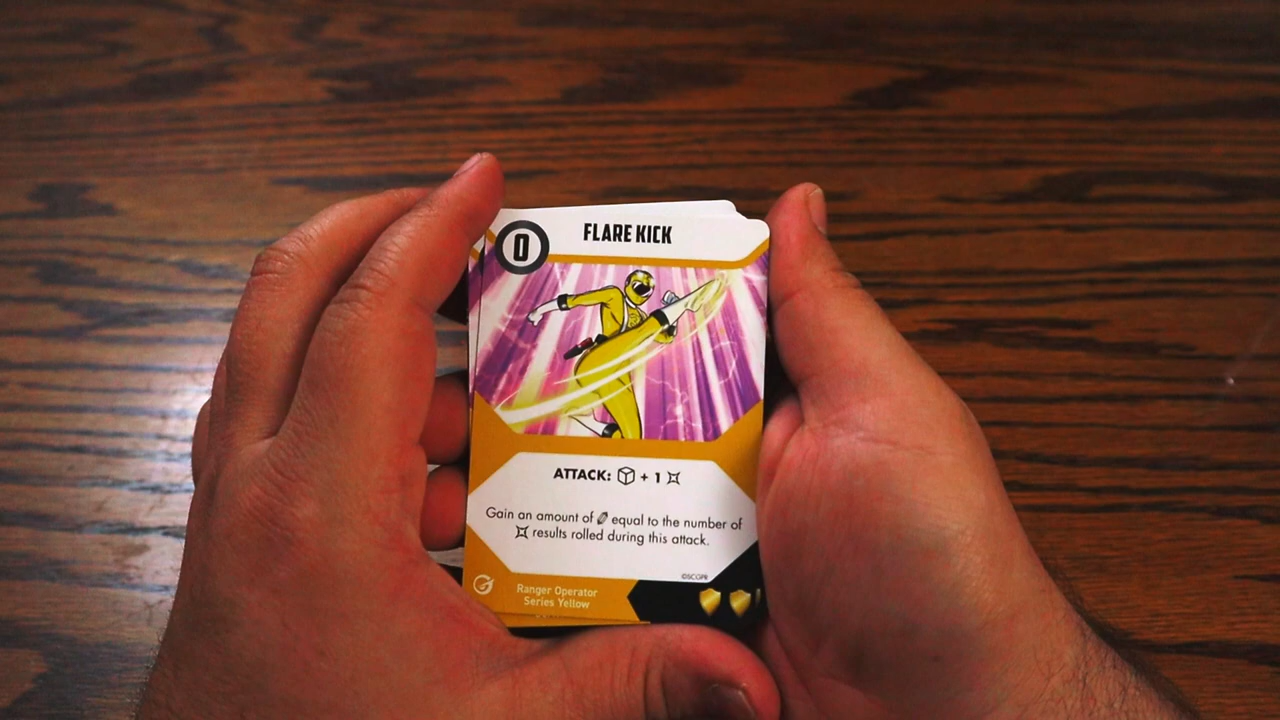 0
FLARE KICK
ATTACK: + 1
Gain an amount of equal to the number of
results rolled during this attack.
©SCGPR
Ranger Operator
Series Yellow